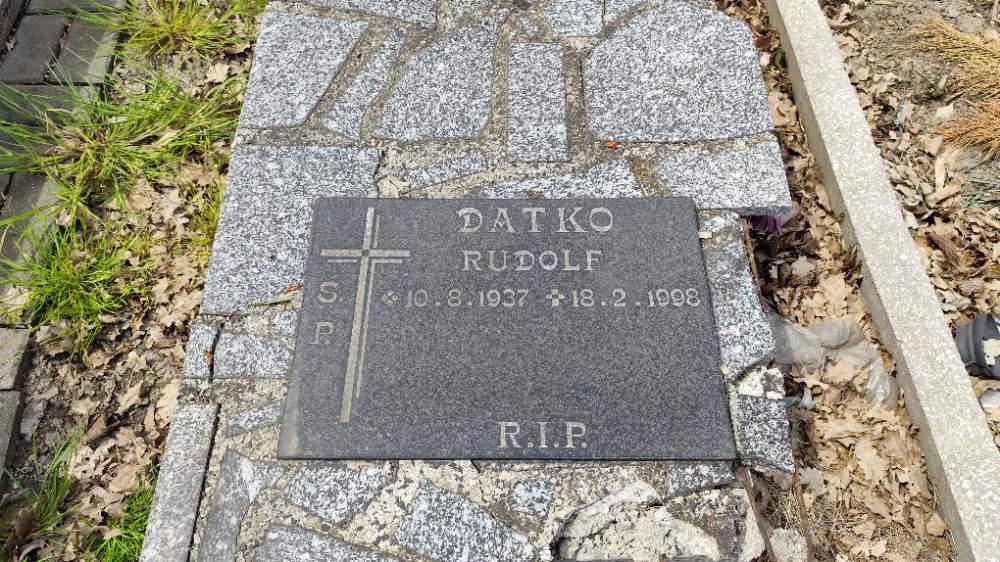 DATKO
RUDOLF
S. ※10.8.1937 ✝18.2.1998
P.
R.I.P.